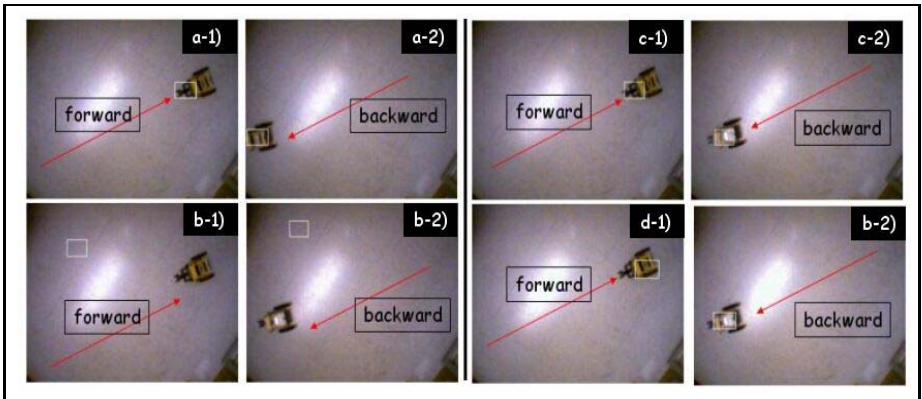 a-1)
forward
a-2)
backward
c-1)
forward
c-2)
backward
b-1)
forward
b-2)
backward
d-1)
forward
b-2)
backward